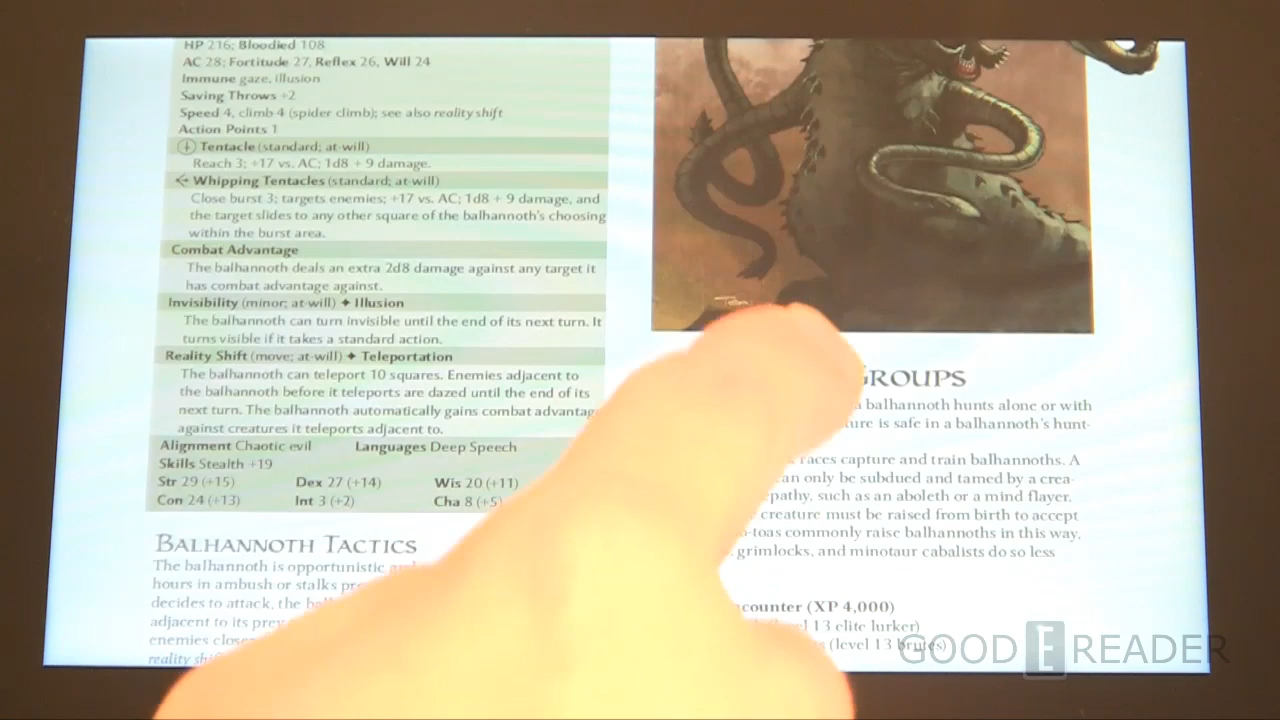 HP 216; Bloodied 108
AC 28; Fortitude 27, Reflex 26, Will 24
Immune gaze, illusion
Saving Throws +2
Speed 4, climb 4 (spider climb); see also reality shift
Action Points 1
Tentacle (standard; at-will)
Reach 3; +17 vs. AC; 1d8 + 9 damage.
Whipping Tentacles (standard; at-will)
Close burst 3; targets enemies; +17 vs. AC; 1d8 + 9 damage, and
the target slides to any other square of the balhannoth's choosing
within the burst area.
Combat Advantage
The balhannoth deals an extra 2d8 damage against any target it
has combat advantage against.
Invisibility (minor; at-will) ✦ Illusion
The balhannoth can turn invisible until the end of its next turn. It
turns visible if it takes a standard action.
Reality Shift (move; at-will) ✦ Teleportation
The balhannoth can teleport 10 squares. Enemies adjacent to
the balhannoth before it teleports are dazed until the end of its
next turn. The balhannoth automatically gains combat advantag
against creatures it teleports adjacent to.
Alignment Chaotic evil Languages Deep Speech
Skills Stealth +19
Str 29 (+15) Dex 27 (+14) Wis 20 (+11)
Con 24 (+13) Int 3 (+2) Cha 8 (+5)
BALHANNOTH TACTICS
The balhannoth is opportunistic
hours in ambush or stalks
decides to attack, the
adjacent to its
enemies
reality
GROUPS
a balhannoth hunts alone or with
is safe in a balhannoth's hunt-
races capture and train balhannoths. A
an only be subdued and tamed by a crea-
pathy, such as an aboleth or a mind flayer.
creature must be raised from birth to accept
-toas commonly raise balhannoths in this way.
grimlocks, and minotaur cabalists do so less
counter (XP 4,000)
13 elite lurker)
(level 13 brutes)
GOOD E READER